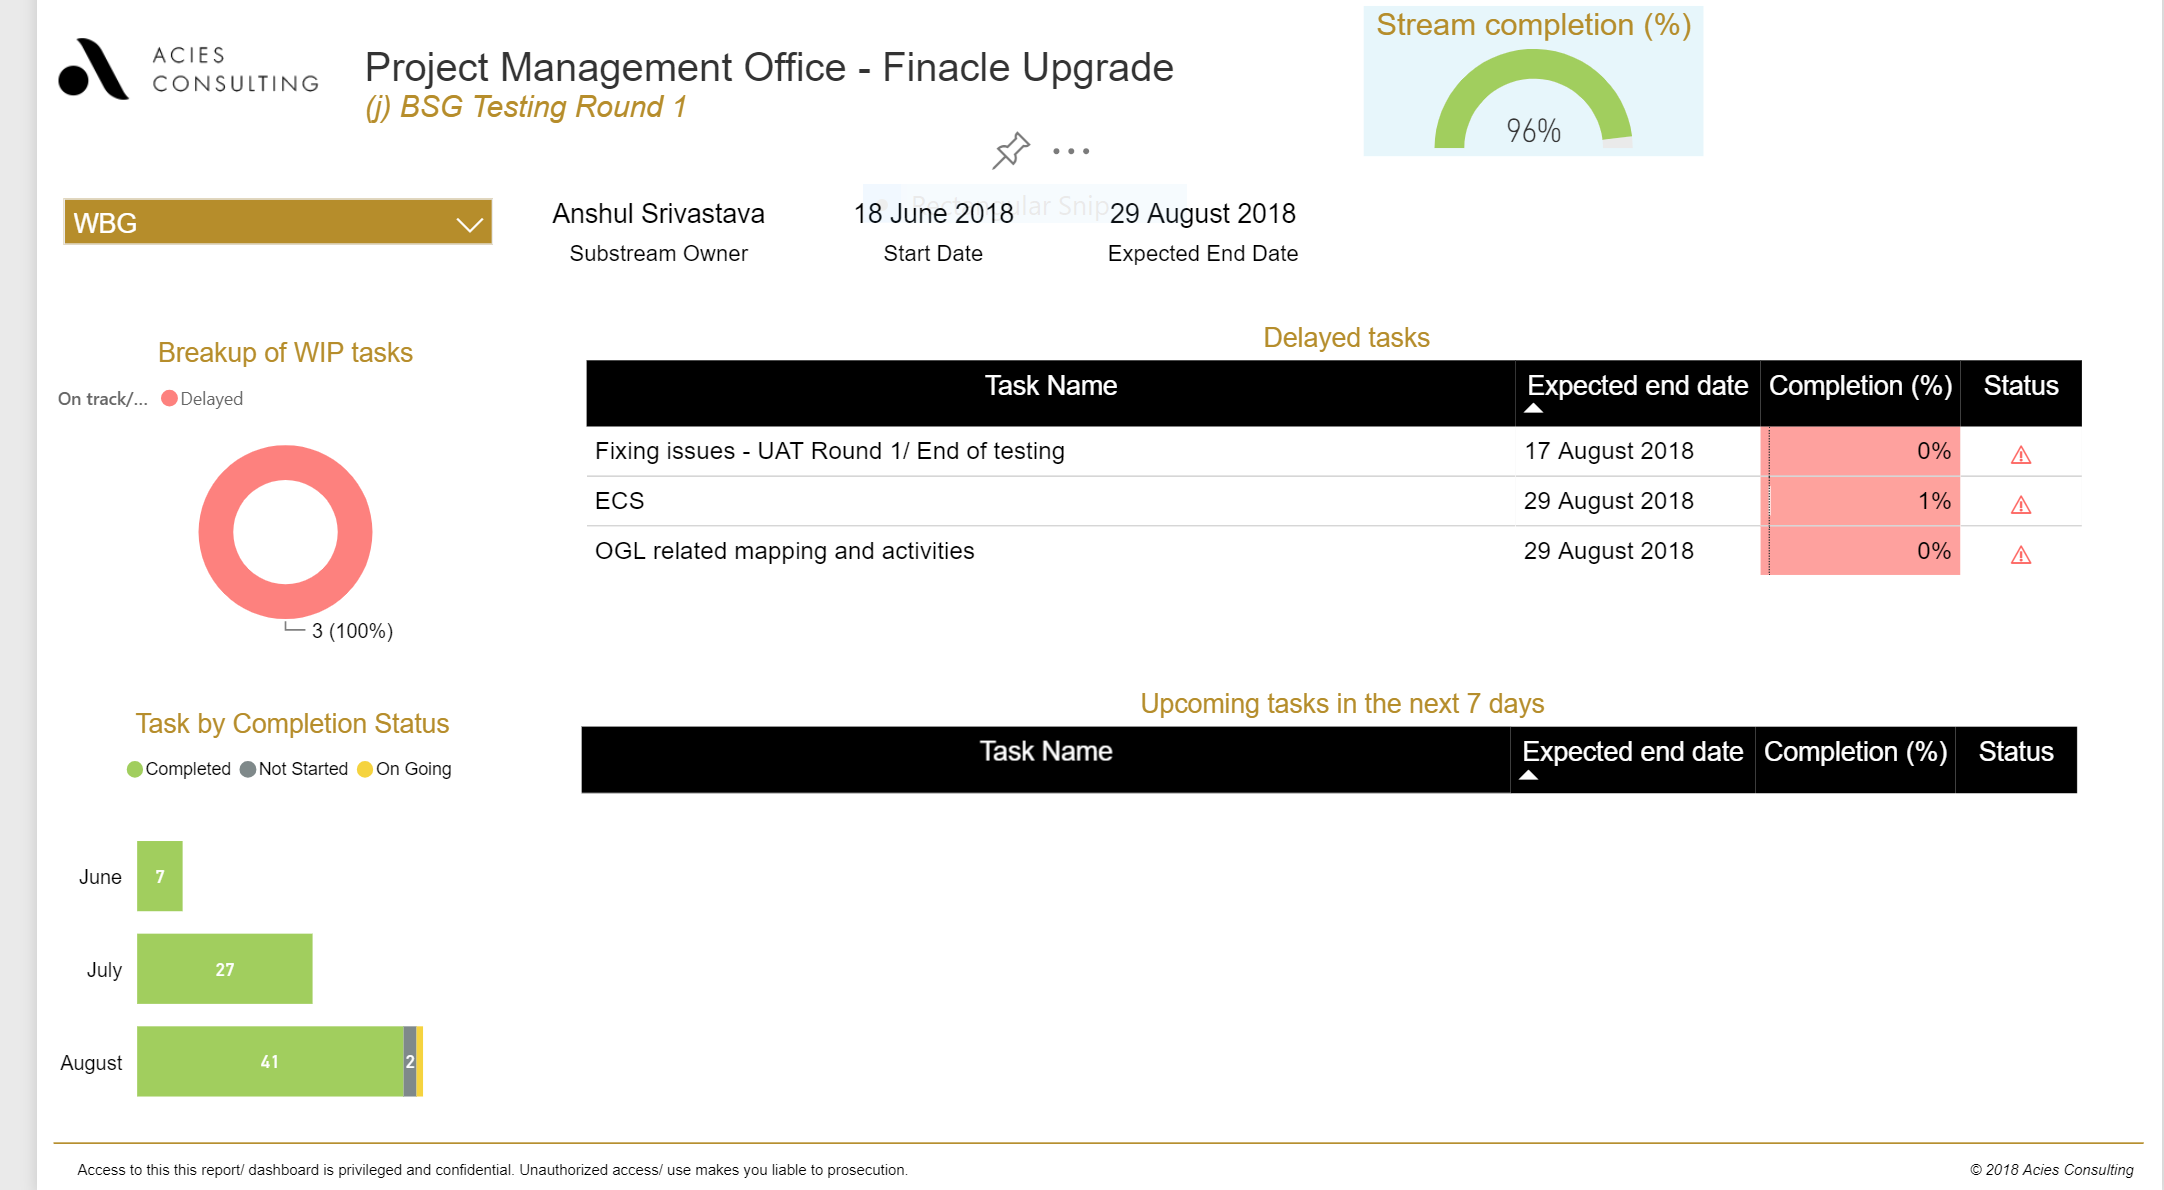 ACIES
CONSULTING
Project Management Office - Finacle Upgrade
(j) BSG Testing Round 1
Stream completion (%)
96%
WBG
Anshul Srivastava
Substream Owner
Rectangular Snip
18 June 2018
Start Date
29 August 2018
Expected End Date
Breakup of WIP tasks
On track/... Delayed
3 (100%)
Delayed tasks
Task Name Expected end date Completion (%) Status
Fixing issues - UAT Round 1/ End of testing 17 August 2018 0%
ECS 29 August 2018 1%
OGL related mapping and activities 29 August 2018 0%
Task by Completion Status
Completed Not Started On Going
June 7
July 27
August 41 2
Upcoming tasks in the next 7 days
Task Name Expected end date Completion (%) Status
Access to this this report/ dashboard is privileged and confidential. Unauthorized access/ use makes you liable to prosecution.
© 2018 Acies Consulting